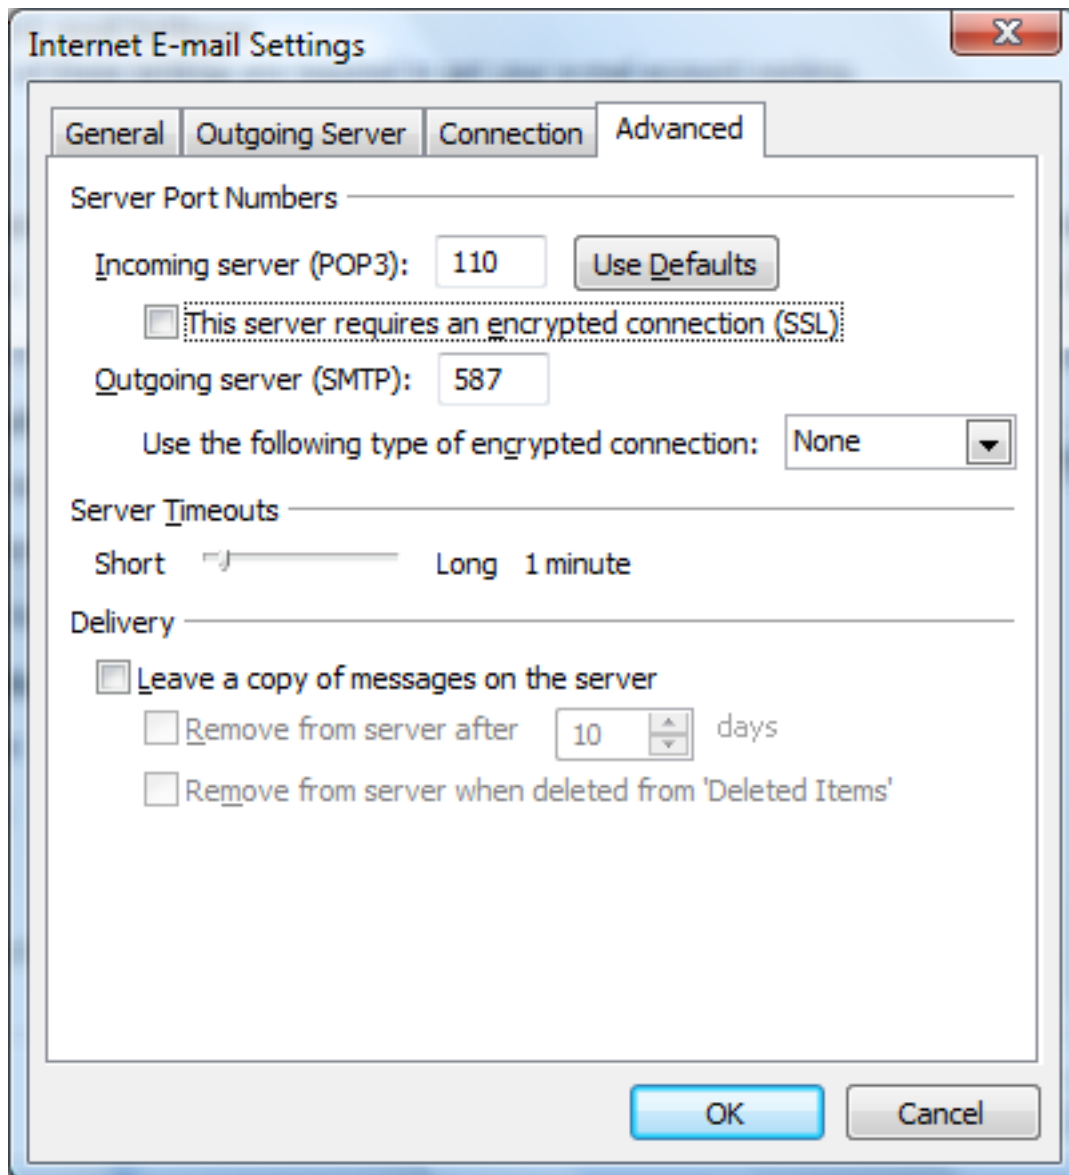 Internet E-mail Settings
General Outgoing Server Connection Advanced
Server Port Numbers
Incoming server (POP3): 110 Use Defaults
This server requires an encrypted connection (SSL)
Outgoing server (SMTP): 587
Use the following type of encrypted connection: None
Server Timeouts
Short Long 1 minute
Delivery
Leave a copy of messages on the server
Remove from server after 10 days
Remove from server when deleted from 'Deleted Items'
OK Cancel